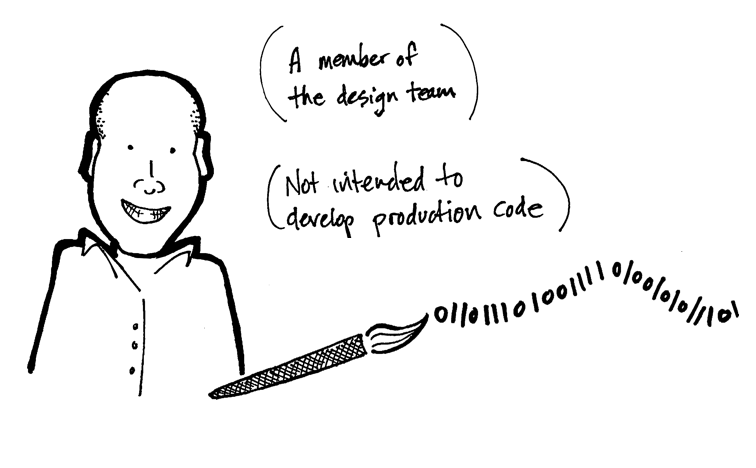 A member of
the design team
Not intended to
develop production code